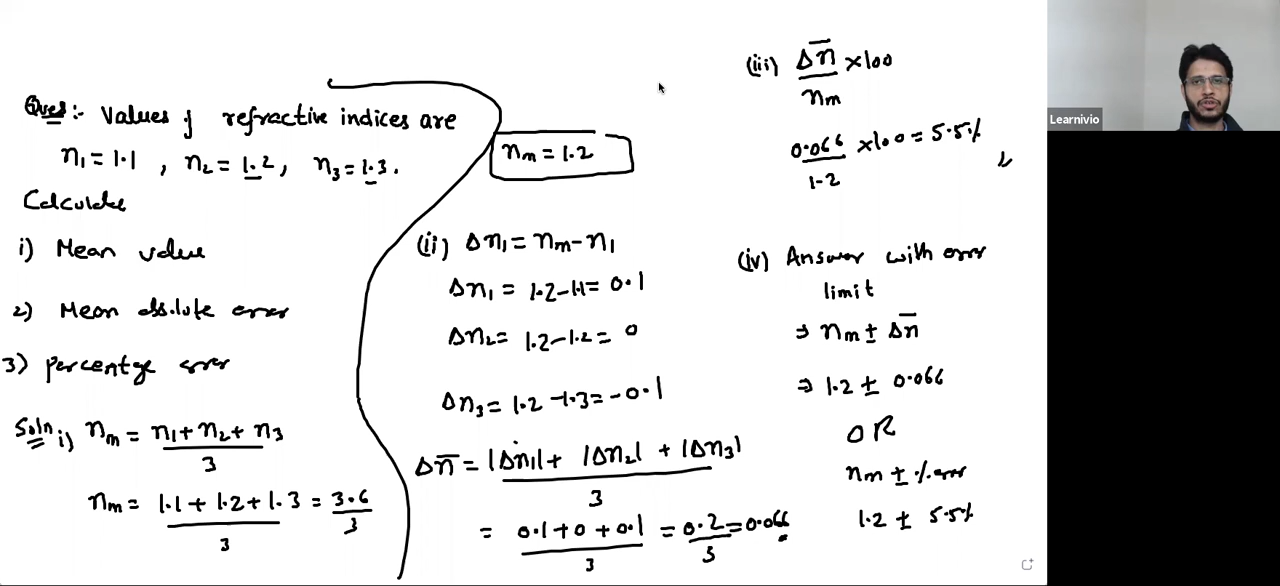 Ques:- Values of refractive indices are
n₁ = 1.1 , n₂ = 1.2, n₃ = 1.3.
Calculate
i) Mean value
2) Mean absolute error
3) percentge error
Soln i) nₘ = n₁ + n₂ + n₃ / 3
nₘ = 1.1 + 1.2 + 1.3 / 3 = 3.6 / 3
nₘ = 1.2
(ii) Δn₁ = nₘ - n₁
Δn₁ = 1.2 - 1.1 = 0.1
Δn₂ = 1.2 - 1.2 = 0
Δn₃ = 1.2 - 1.3 = -0.1
Δn̄ = |Δn₁| + |Δn₂| + |Δn₃| / 3
= 0.1 + 0 + 0.1 / 3 = 0.2 / 3 = 0.066
(iii) Δn̄ / nₘ × 100
0.066 / 1.2 × 100 = 5.5%
(iv) Answer with error
limit
⇒ nₘ ± Δn̄
⇒ 1.2 ± 0.066
OR
nₘ ± % error
1.2 ± 5.5%
Learnivio